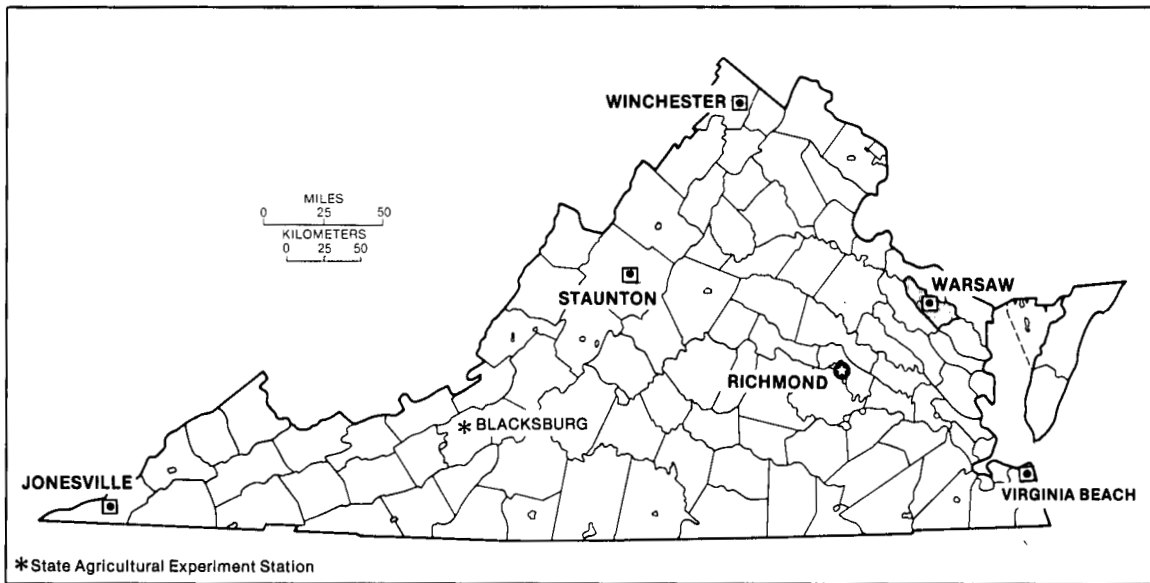 WINCHESTER
MILES
0 25 50
KILOMETERS
0 25 50
STAUNTON
WARSAW
RICHMOND
*BLACKSBURG
JONESVILLE
VIRGINIA BEACH
*State Agricultural Experiment Station